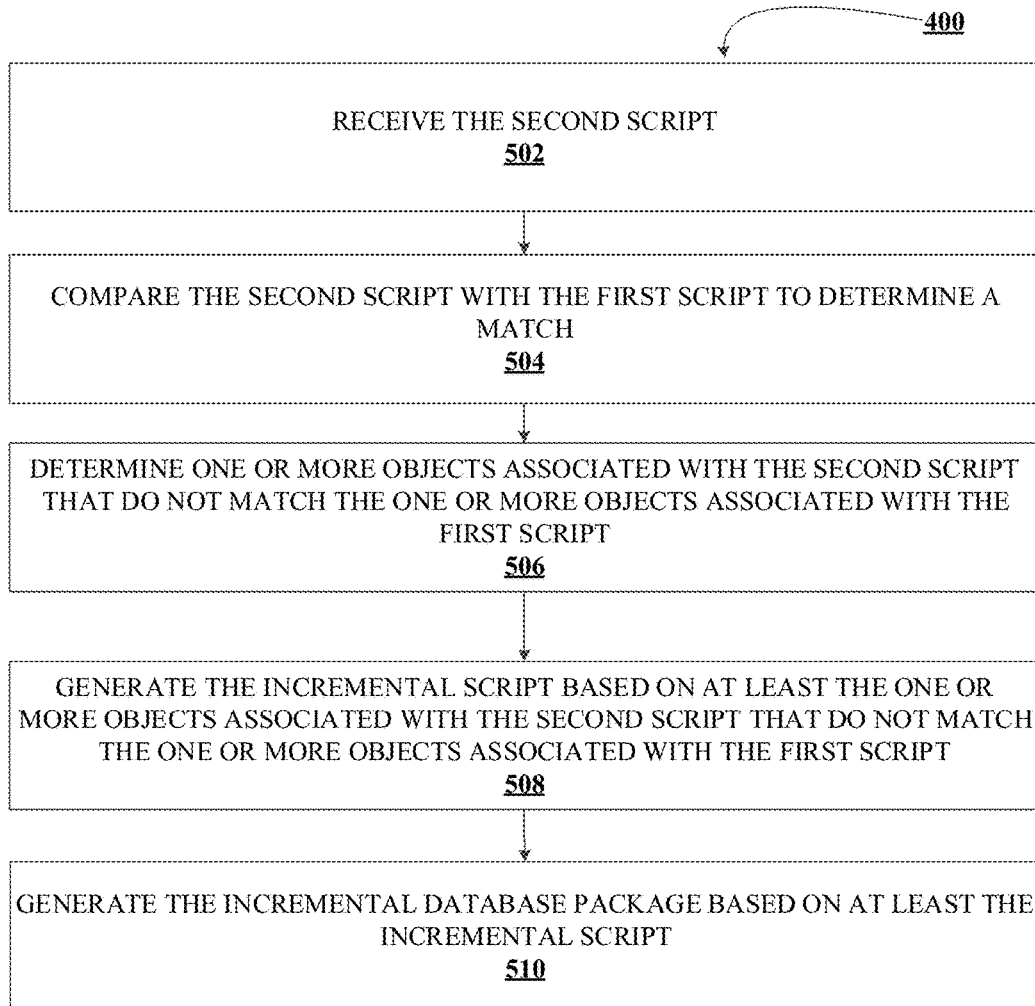 400
RECEIVE THE SECOND SCRIPT
502
COMPARE THE SECOND SCRIPT WITH THE FIRST SCRIPT TO DETERMINE A
MATCH
504
DETERMINE ONE OR MORE OBJECTS ASSOCIATED WITH THE SECOND SCRIPT
THAT DO NOT MATCH THE ONE OR MORE OBJECTS ASSOCIATED WITH THE
FIRST SCRIPT
506
GENERATE THE INCREMENTAL SCRIPT BASED ON AT LEAST THE ONE OR
MORE OBJECTS ASSOCIATED WITH THE SECOND SCRIPT THAT DO NOT MATCH
THE ONE OR MORE OBJECTS ASSOCIATED WITH THE FIRST SCRIPT
508
GENERATE THE INCREMENTAL DATABASE PACKAGE BASED ON AT LEAST THE
INCREMENTAL SCRIPT
510